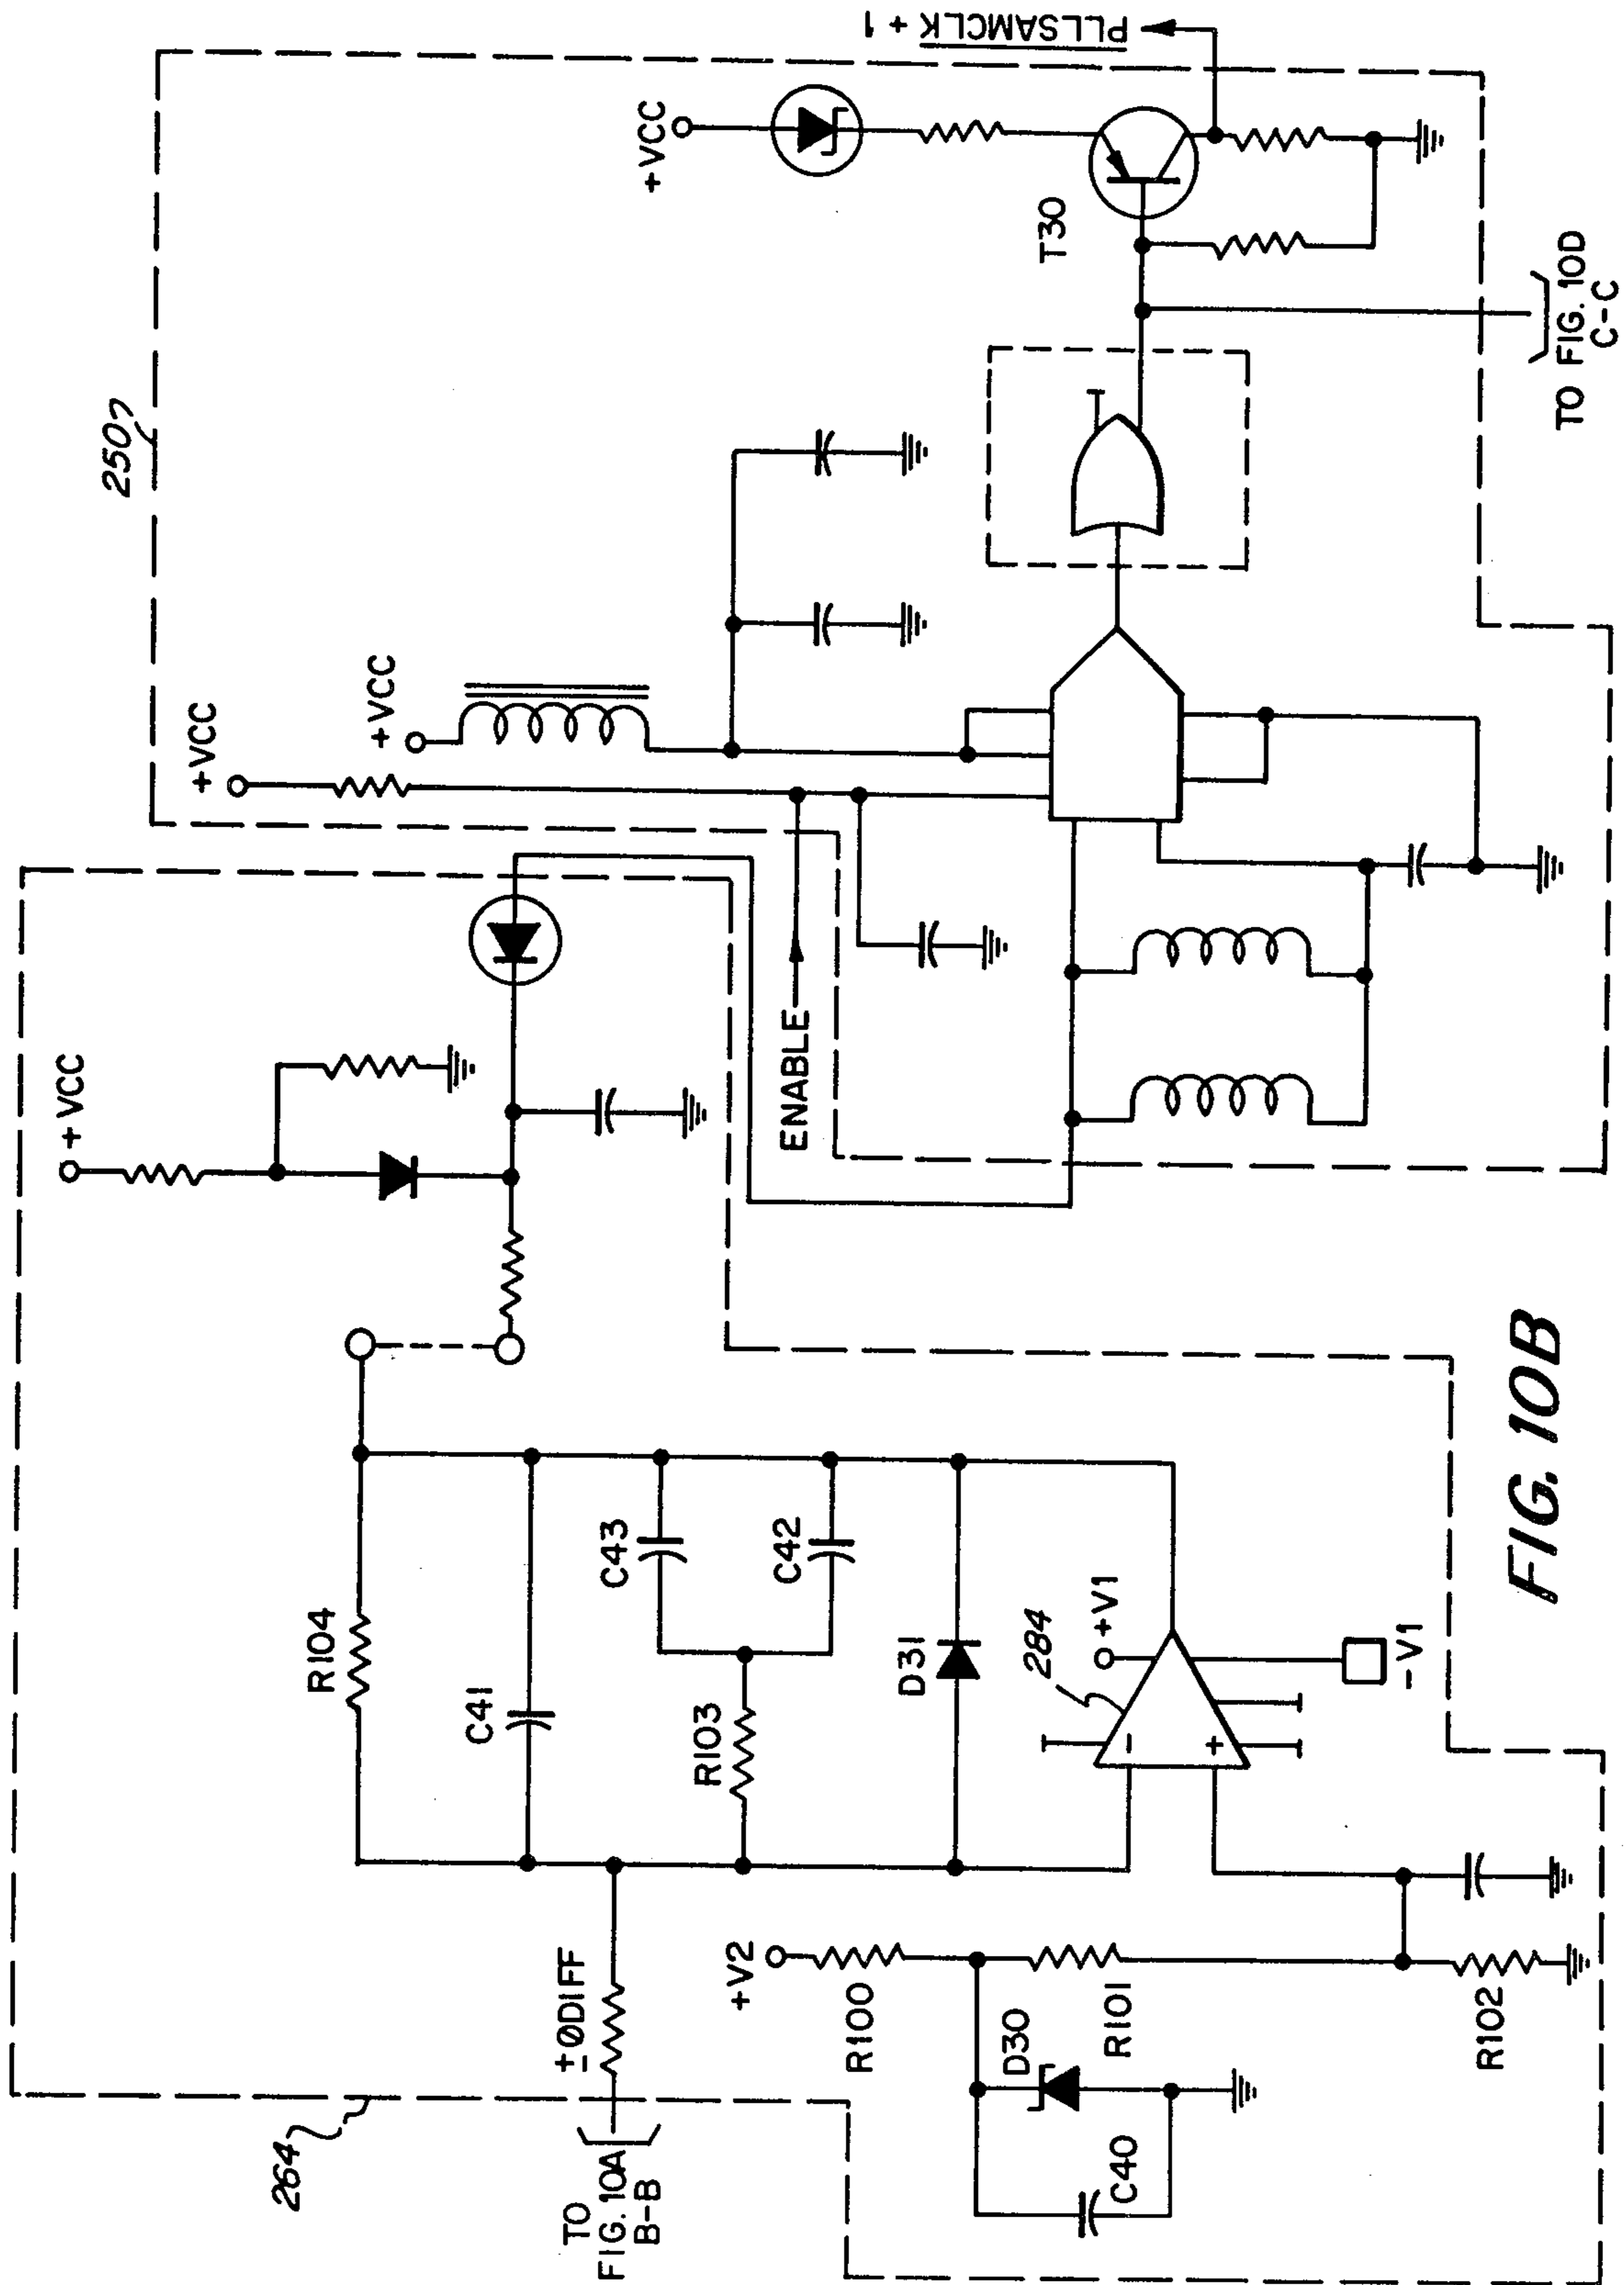 264
TO
FIG. 10A
B-B
±ØDIFF
R104
C41
C43
R103
C42
D31
284
+V1
-V1
+V2
R100
D30
C40
R101
R102
+VCC
ENABLE
250
+VCC
+VCC
+VCC
T30
PLLSAMCLK + 1
TO FIG. 10D
C-C
FIG. 10B